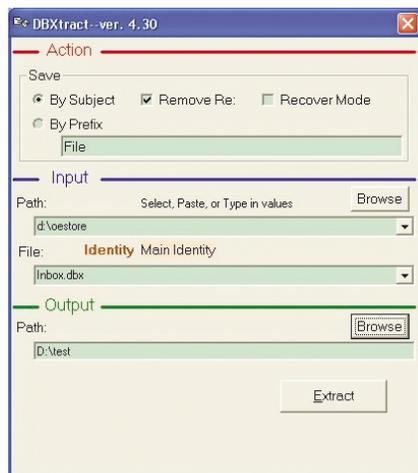 DBXtract--ver. 4.30
Action
Save
By Subject Remove Re: Recover Mode
By Prefix
File
Input
Path: Select, Paste, or Type in values Browse
d:\oestore
File: Identity Main Identity
Inbox.dbx
Output
Path: Browse
D:\test
Extract